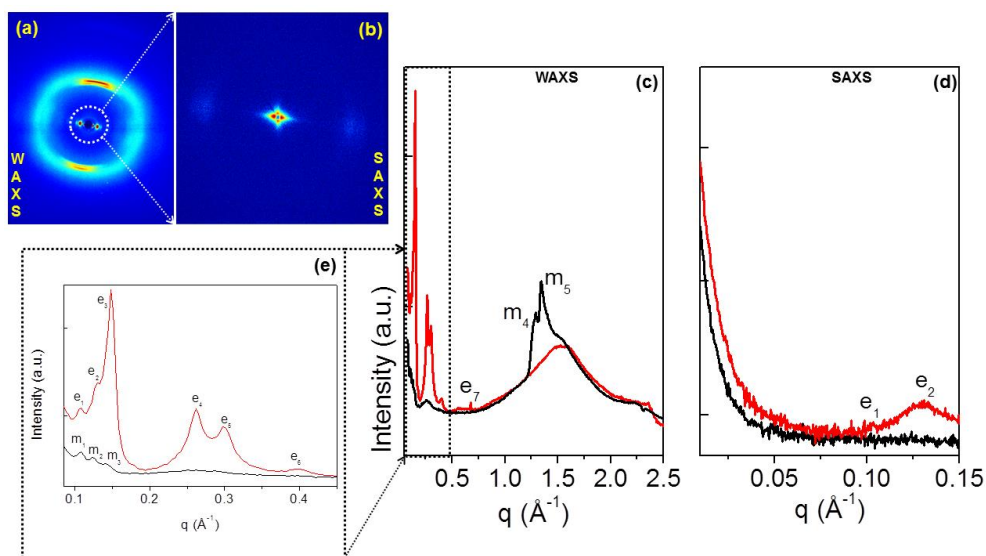 (a)
WAXS
(b)
SAXS
WAXS
(c)
m₄
m₅
e₇
Intensity (a.u.)
0.5
1.0
1.5
2.0
2.5
q (Å⁻¹)
SAXS
(d)
e₁
e₂
0.05
0.10
0.15
q (Å⁻¹)
(e)
e₁
e₂
e₃
e₄
e₅
e₆
m₁
m₂
m₃
Intensity (a.u.)
0.1
0.2
0.3
0.4
q (Å⁻¹)